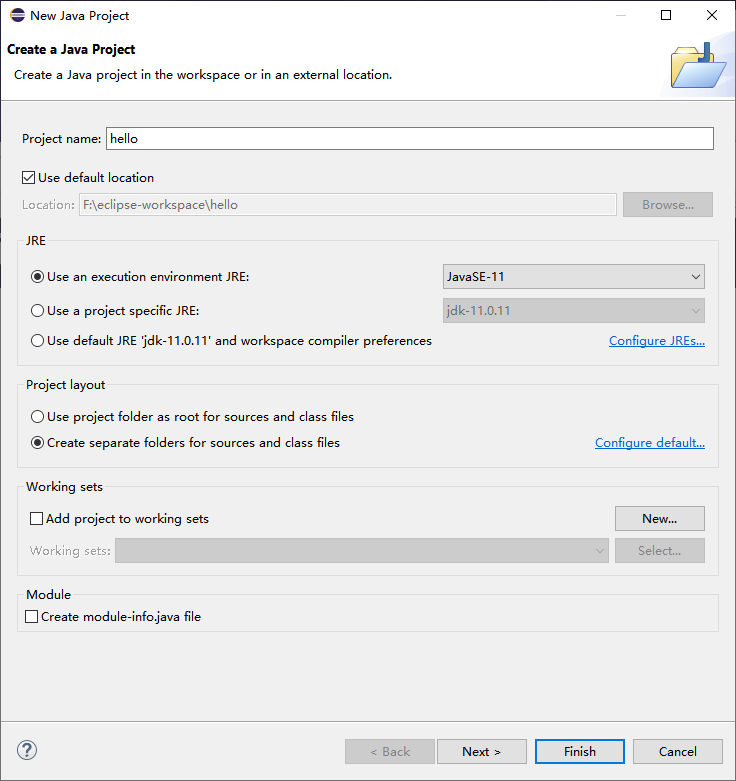 New Java Project
Create a Java Project
Create a Java project in the workspace or in an external location.
Project name: hello
Use default location
Location: F:\eclipse-workspace\hello Browse...
JRE
Use an execution environment JRE: JavaSE-11
Use a project specific JRE: jdk-11.0.11
Use default JRE 'jdk-11.0.11' and workspace compiler preferences Configure JREs...
Project layout
Use project folder as root for sources and class files
Create separate folders for sources and class files Configure default...
Working sets
Add project to working sets New...
Working sets: Select...
Module
Create module-info.java file
? < Back Next > Finish Cancel